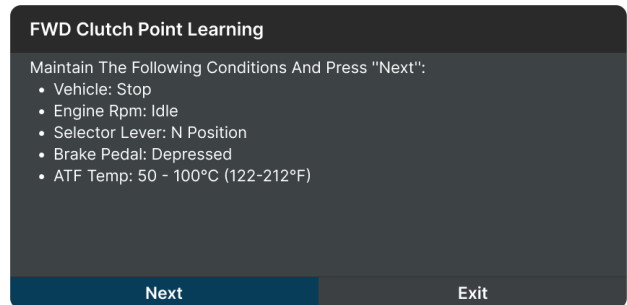 FWD Clutch Point Learning
Maintain The Following Conditions And Press "Next":
• Vehicle: Stop
• Engine Rpm: Idle
• Selector Lever: N Position
• Brake Pedal: Depressed
• ATF Temp: 50 - 100°C (122-212°F)
Next
Exit